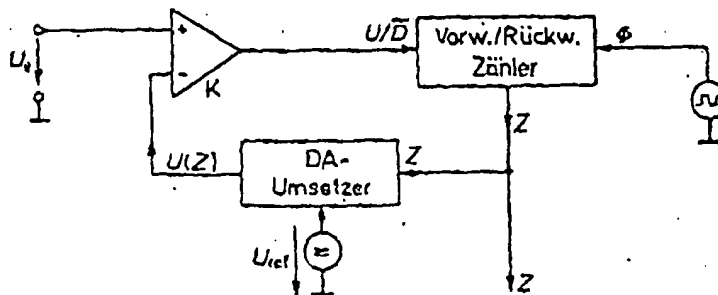 U/D̅
Vorw./Rückw.
Zähler
Φ
+
-
K
Uₑ
Z
U(Z)
DA-
Umsetzer
Z
U_ref
Z